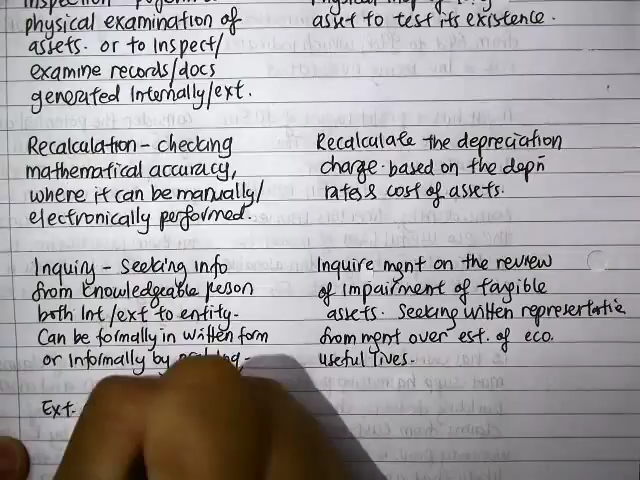 physical examination of
assets. or to Inspect/
examine records/docs
generated Internally/ext.
asset to test its existence.
Recalculation - checking
mathematical accuracy,
where it can be manually/
electronically performed.
Recalculate the depreciation
charge. based on the depn
rates & cost of assets.
Inquiry - seeking info
from knowledgeable person
both Int/ext to entity-
Can be formally in written form
or Informally by
Inquire mgnt on the review
of impairment of tangible
assets. Seeking written representatio
from mgnt over est. of eco.
useful lives.
Ext.